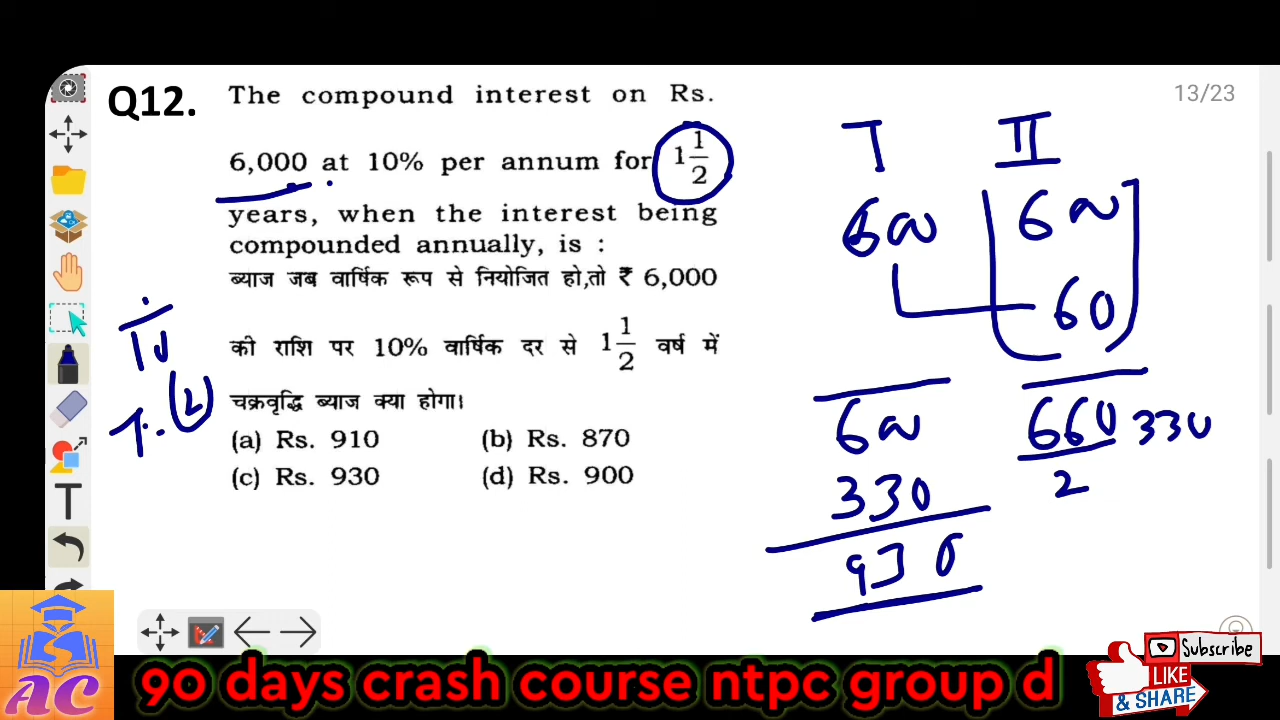 Q12. The compound interest on Rs.
13/23
6,000 at 10% per annum for 1 1/2
years, when the interest being
compounded annually, is :
ब्याज जब वार्षिक रूप से नियोजित हो,तो ₹ 6,000
की राशि पर 10% वार्षिक दर से 1 1/2 वर्ष में
चक्रवृद्धि ब्याज क्या होगा।
(a) Rs. 910 (b) Rs. 870
(c) Rs. 930 (d) Rs. 900
I II
600 600
60
600 660 330
330 2
930
T
AC
90 days crash course ntpc group d
Subscribe
LIKE
& SHARE